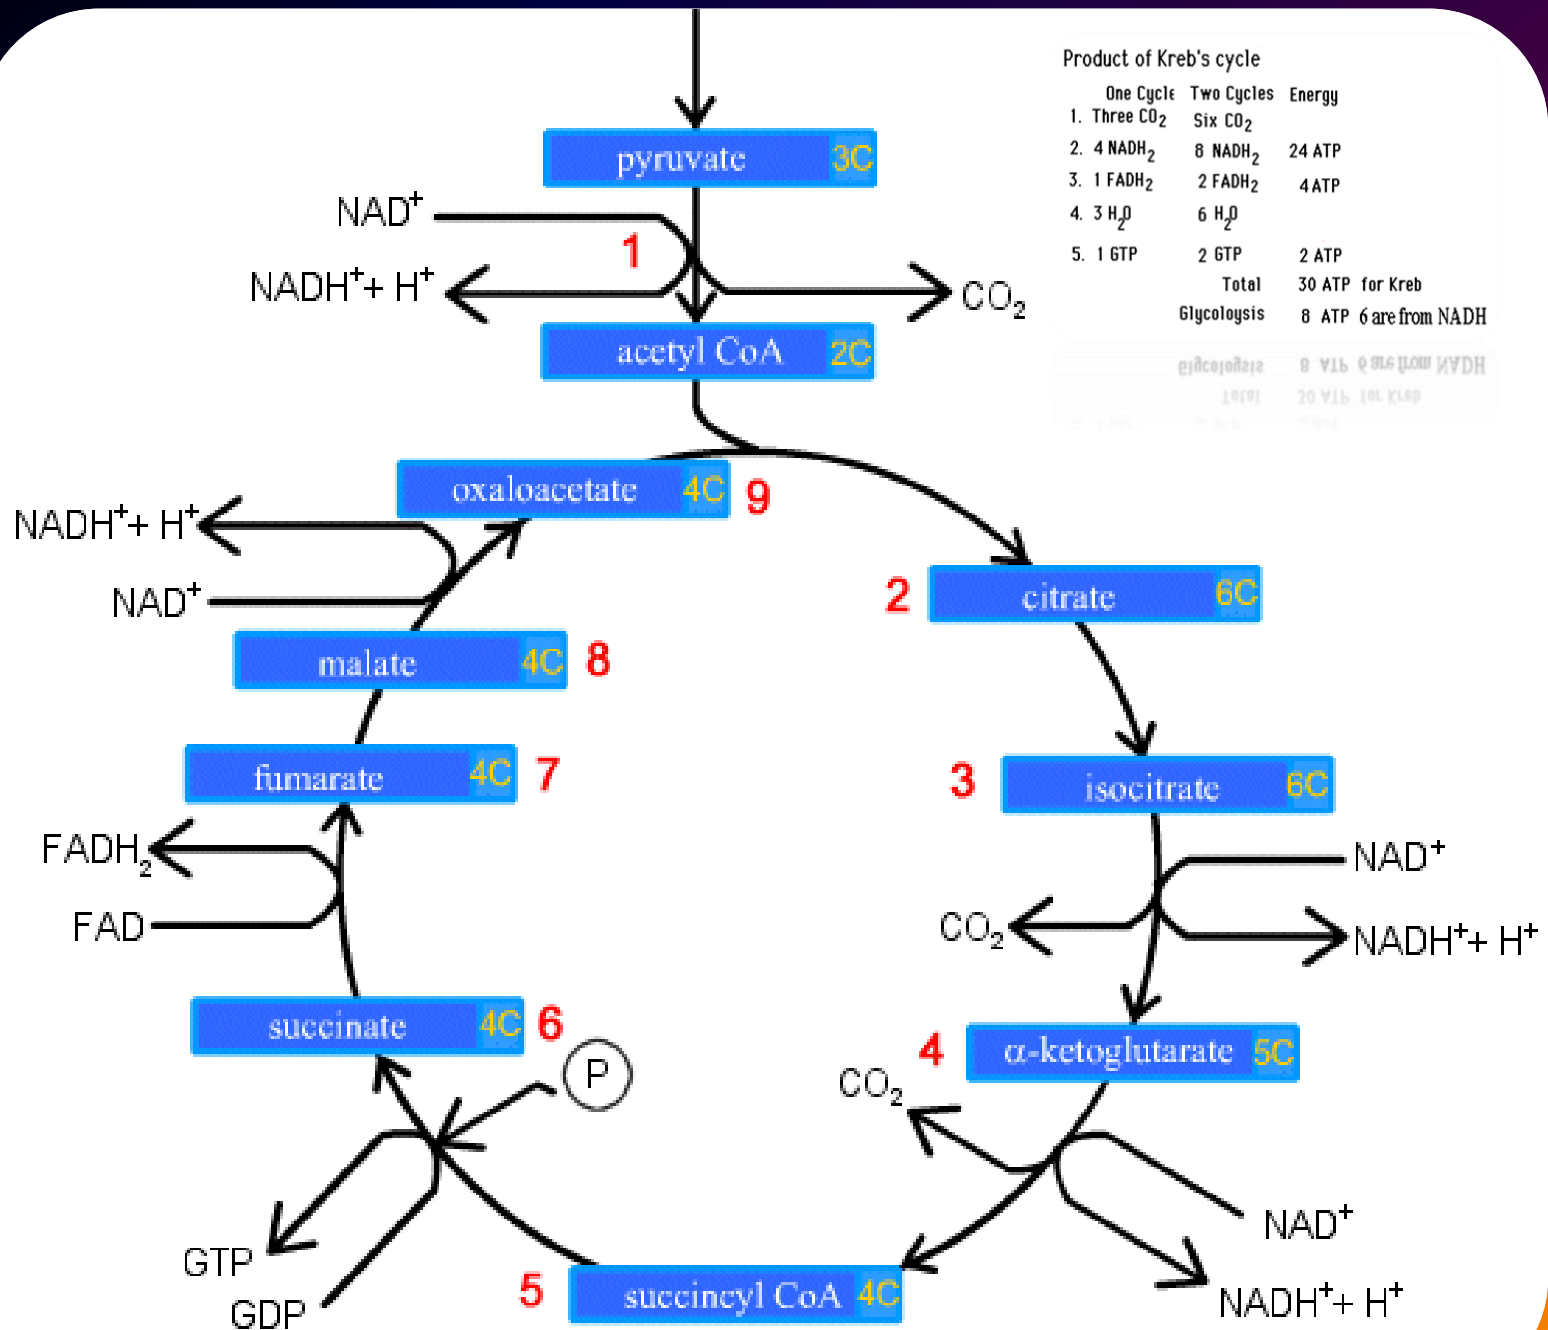 Product of Kreb's cycle
One Cycle Two Cycles Energy
1. Three CO₂ Six CO₂
2. 4 NADH₂ 8 NADH₂ 24 ATP
3. 1 FADH₂ 2 FADH₂ 4 ATP
4. 3 H₂O 6 H₂O
5. 1 GTP 2 GTP 2 ATP
Total 30 ATP for Kreb
Glycoloysis 8 ATP 6 are from NADH
pyruvate 3C
NAD⁺
1
NADH⁺+ H⁺
CO₂
acetyl CoA 2C
oxaloacetate 4C 9
NADH⁺+ H⁺
NAD⁺
2 citrate 6C
malate 4C 8
fumarate 4C 7
3 isocitrate 6C
FADH₂
NAD⁺
FAD
CO₂
NADH⁺+ H⁺
succinate 4C 6
4 α-ketoglutarate 5C
P
CO₂
NAD⁺
GTP
5 succincyl CoA 4C
GDP
NADH⁺+ H⁺